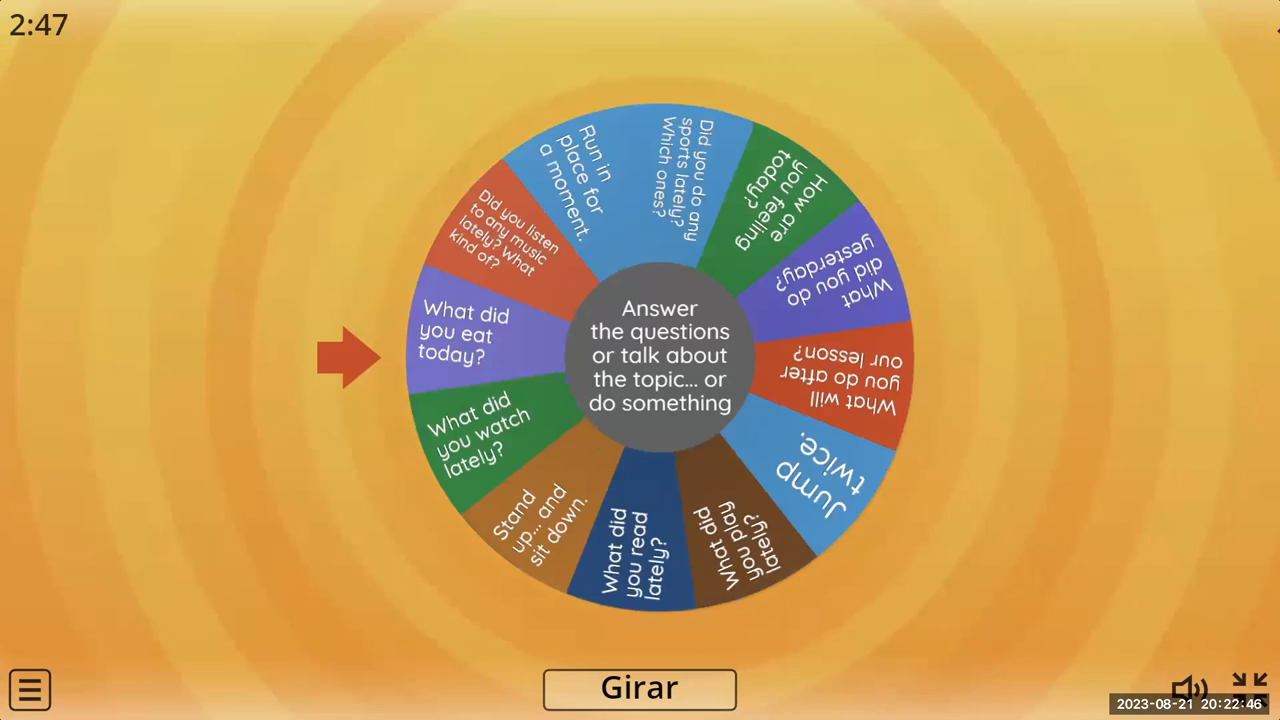 2:47
Did you do any
sports lately?
Which ones?
How are
you feeling
today?
What
did you do
yesterday?
What will
you do after
our lesson?
Jump
twice.
What did
you play
lately?
What did
you read
lately?
Stand
up... and
sit down.
What did
you watch
lately?
What did
you eat
today?
Did you listen
to any music
lately? What
kind of?
Run in
place for
a moment.
Answer
the questions
or talk about
the topic... or
do something
Girar
2023-08-21 20:22:46